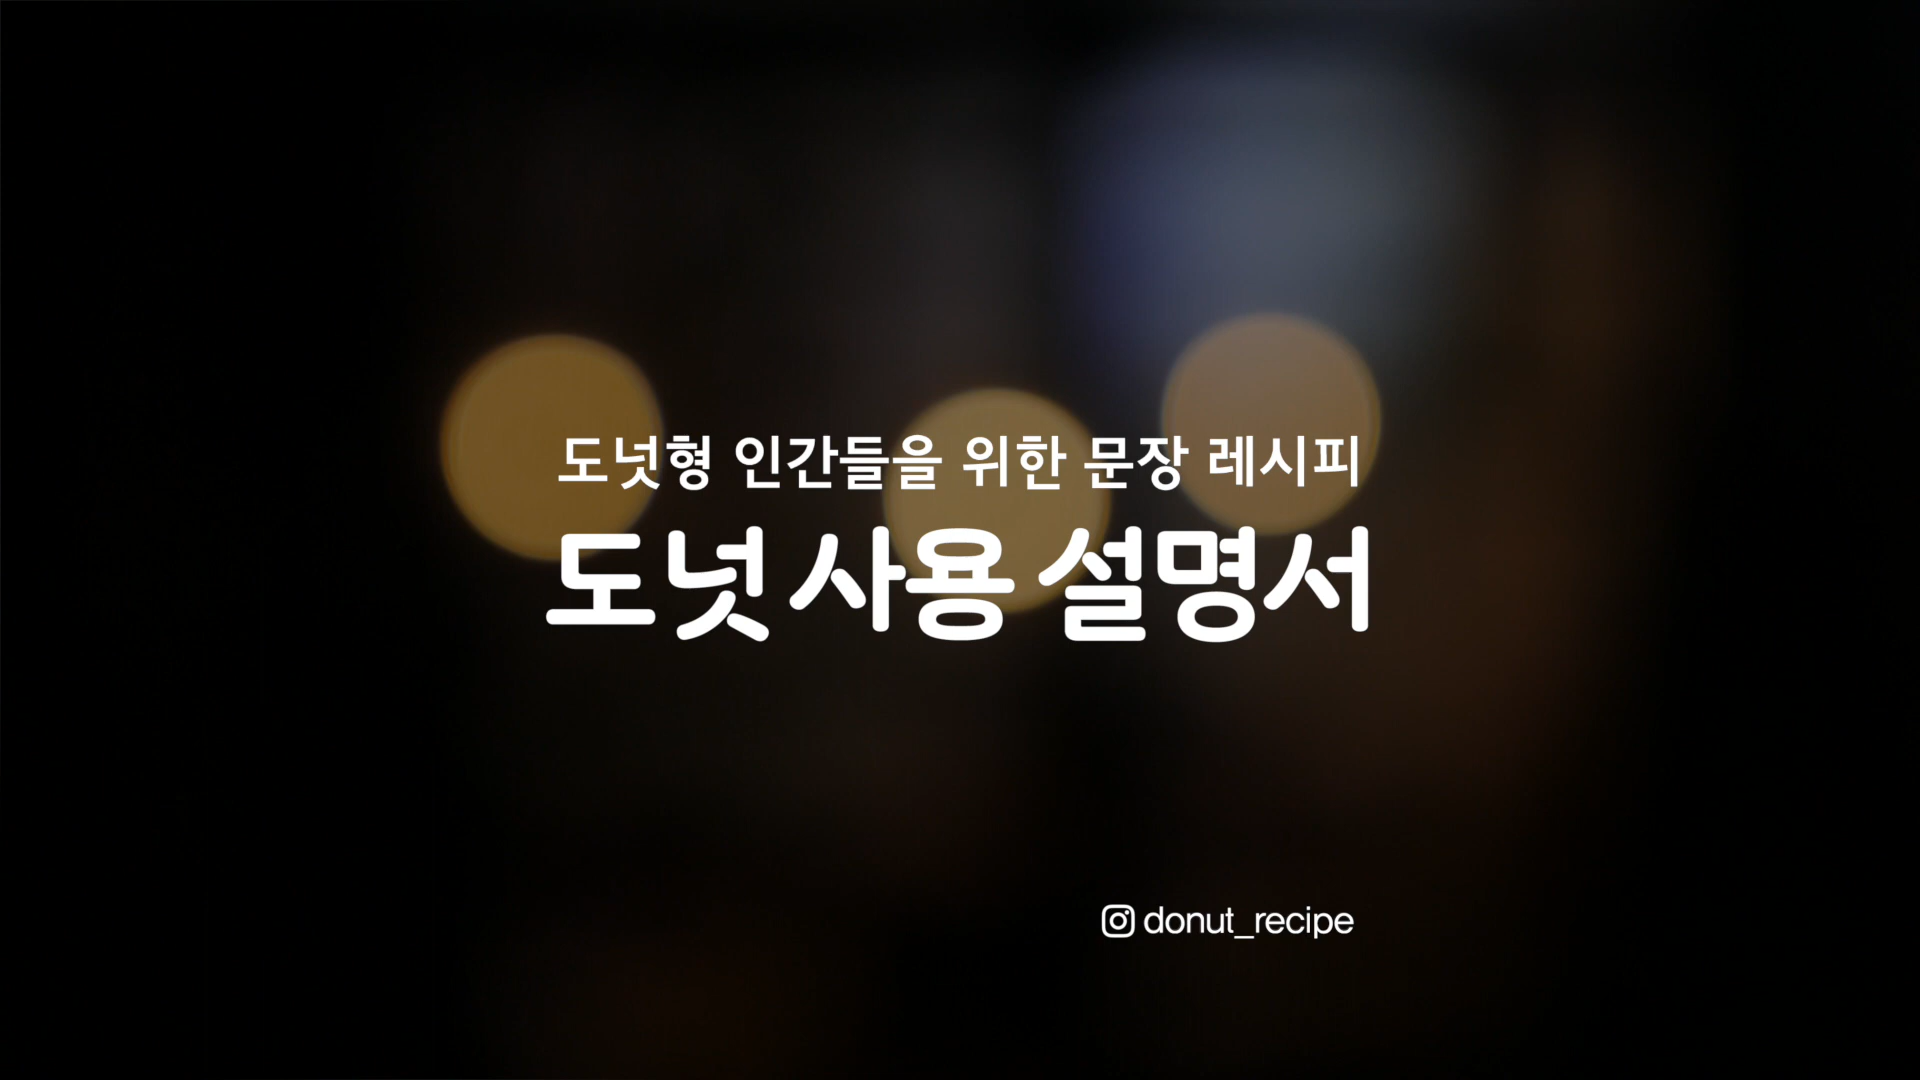 도넛형 인간들을 위한 문장 레시피
도넛 사용 설명서
donut_recipe